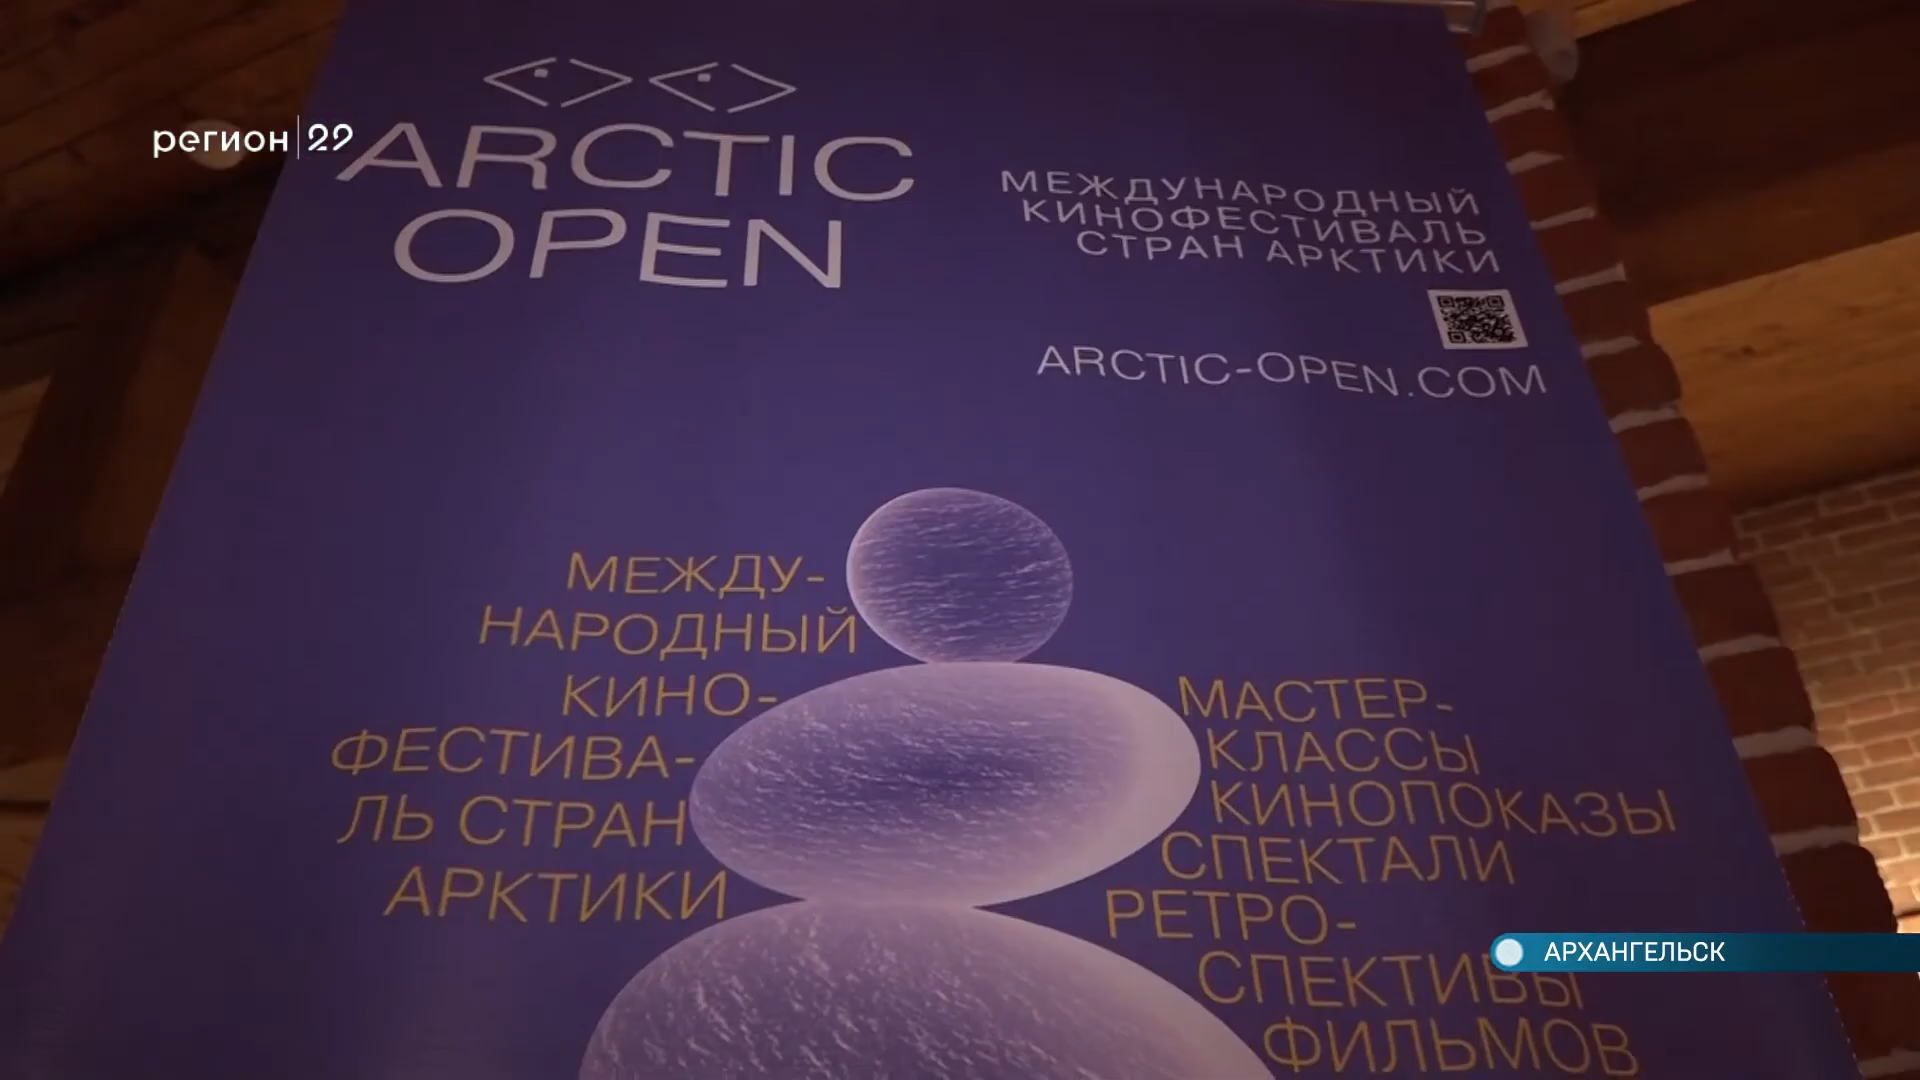 регион 29
ARCTIC
OPEN
МЕЖДУНАРОДНЫЙ
КИНОФЕСТИВАЛЬ
СТРАН АРКТИКИ
ARCTIC-OPEN.COM
МЕЖДУ-
НАРОДНЫЙ
КИНО-
ФЕСТИВА-
ЛЬ СТРАН
АРКТИКИ
МАСТЕР-
КЛАССЫ
КИНОПОКАЗЫ
СПЕКТАЛИ
РЕТРО-
СПЕКТИВЫ
ФИЛЬМОВ
АРХАНГЕЛЬСК